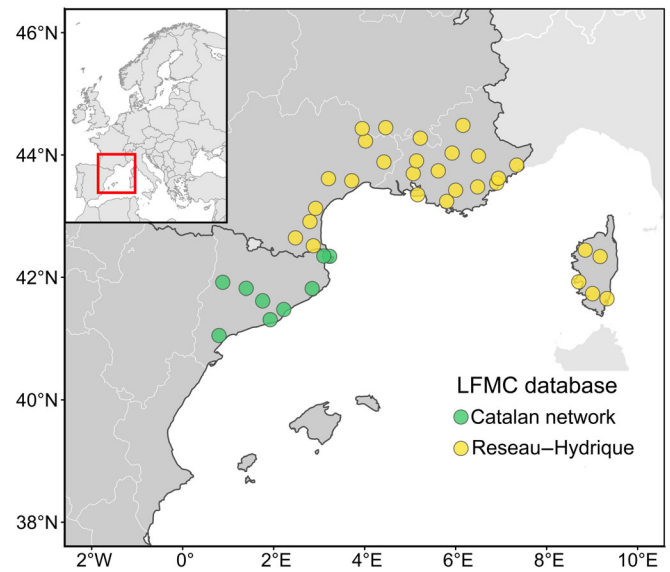 46°N
44°N
42°N
40°N
38°N
LFMC database
Catalan network
Reseau–Hydrique
2°W 0° 2°E 4°E 6°E 8°E 10°E